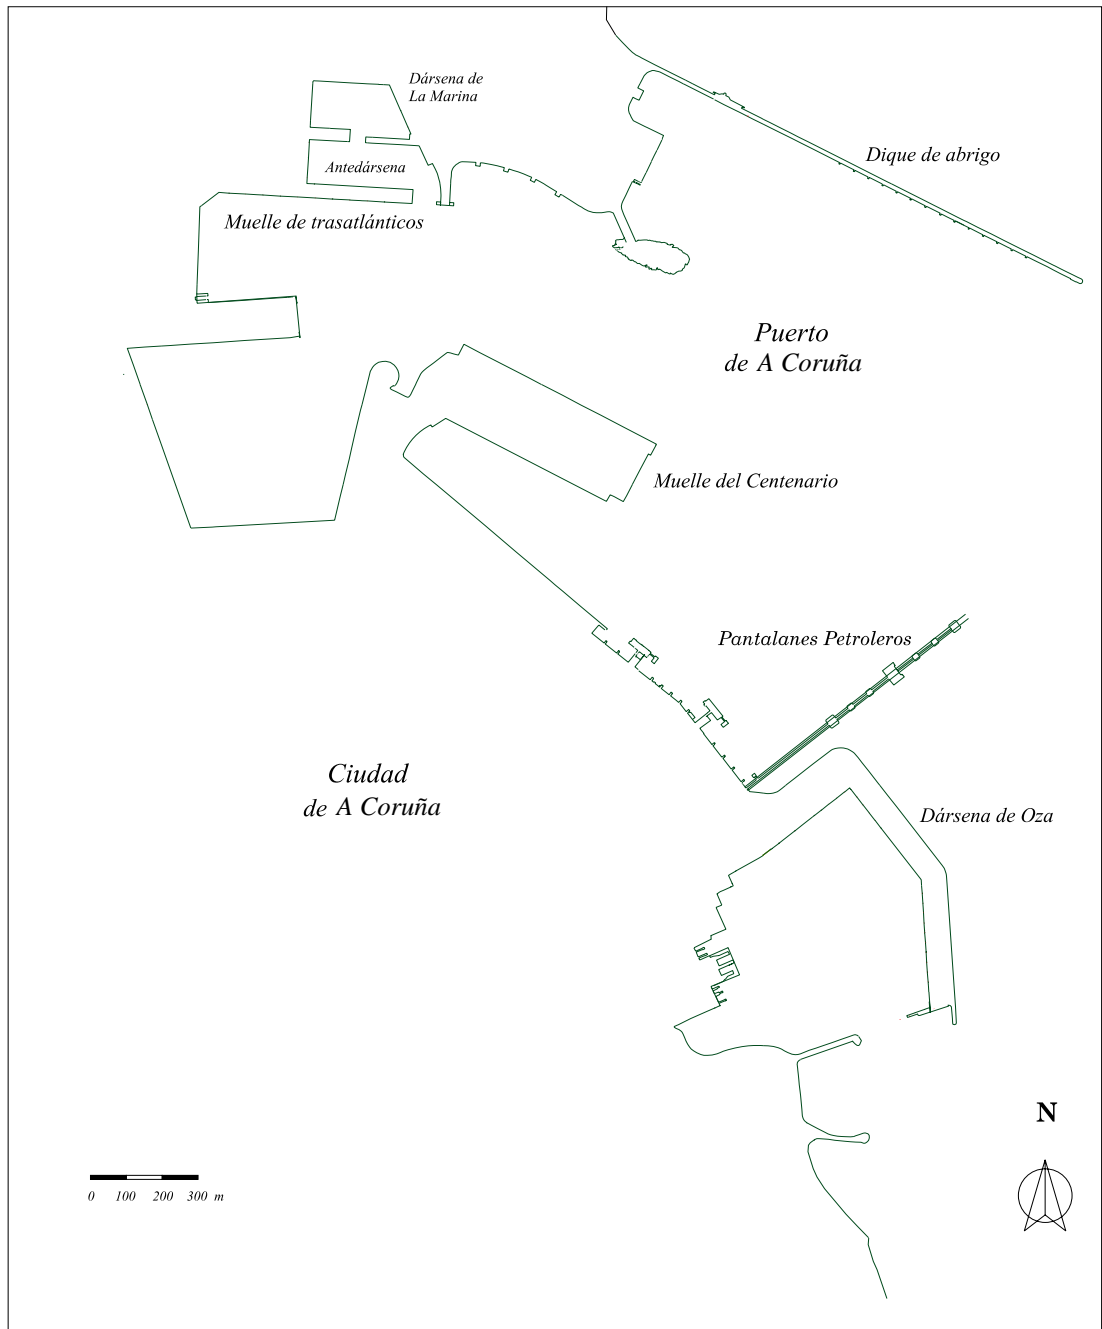 Dársena de
La Marina
Dique de abrigo
Antedársena
Muelle de trasatlánticos
Puerto
de A Coruña
Muelle del Centenario
Pantalanes Petroleros
Ciudad
de A Coruña
Dársena de Oza
N
0 100 200 300 m